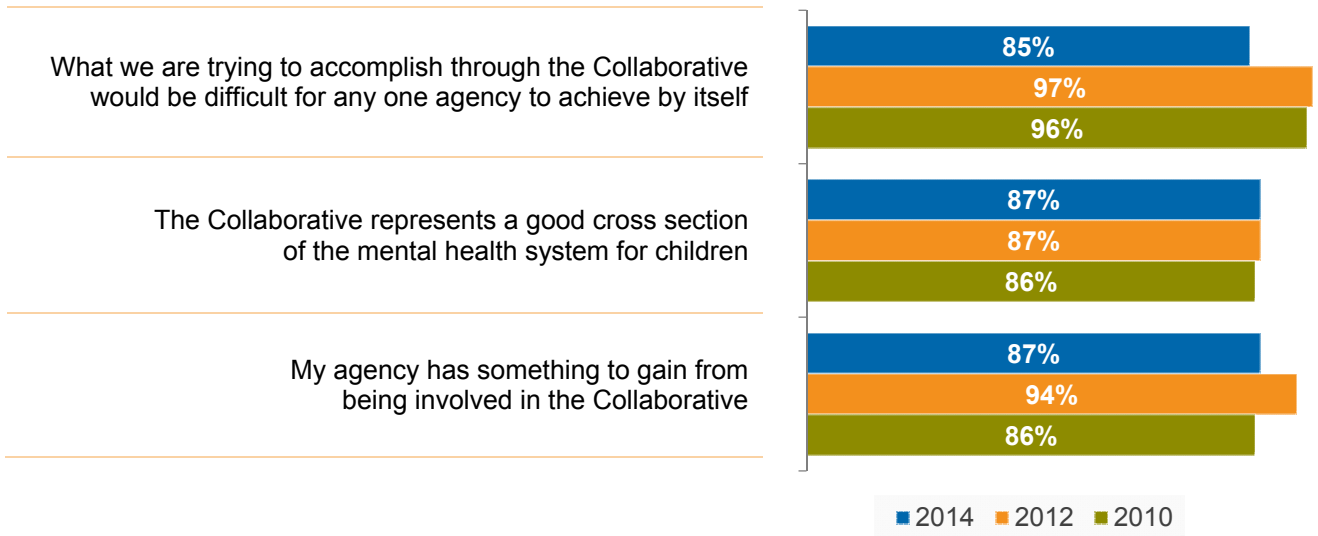 What we are trying to accomplish through the Collaborative
would be difficult for any one agency to achieve by itself
85%
97%
96%
The Collaborative represents a good cross section
of the mental health system for children
87%
87%
86%
My agency has something to gain from
being involved in the Collaborative
87%
94%
86%
2014 2012 2010